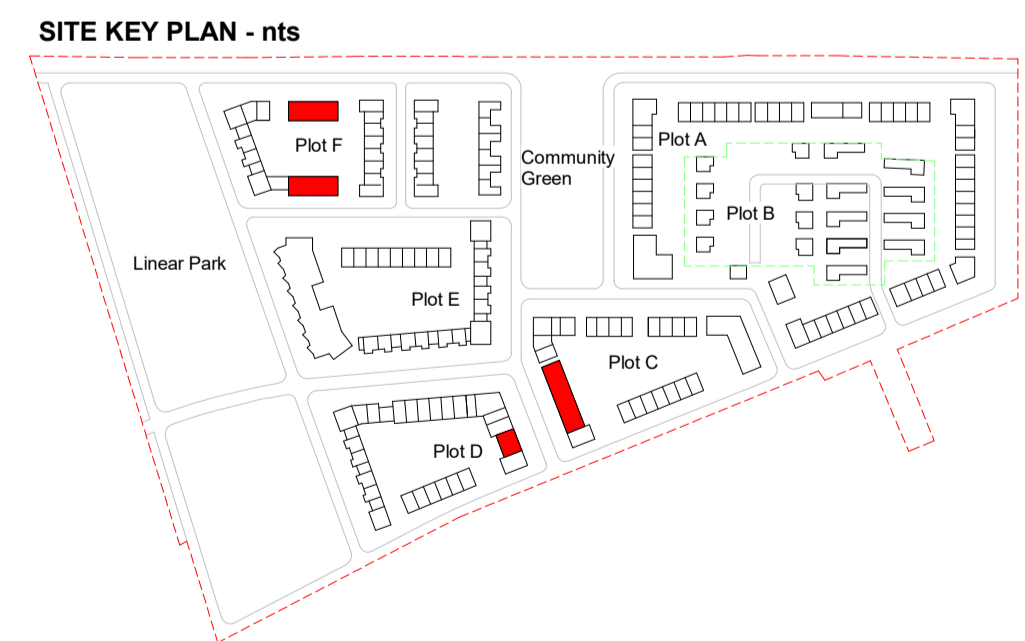 SITE KEY PLAN - nts
Plot F
Community
Green
Plot A
Plot B
Linear Park
Plot E
Plot C
Plot D